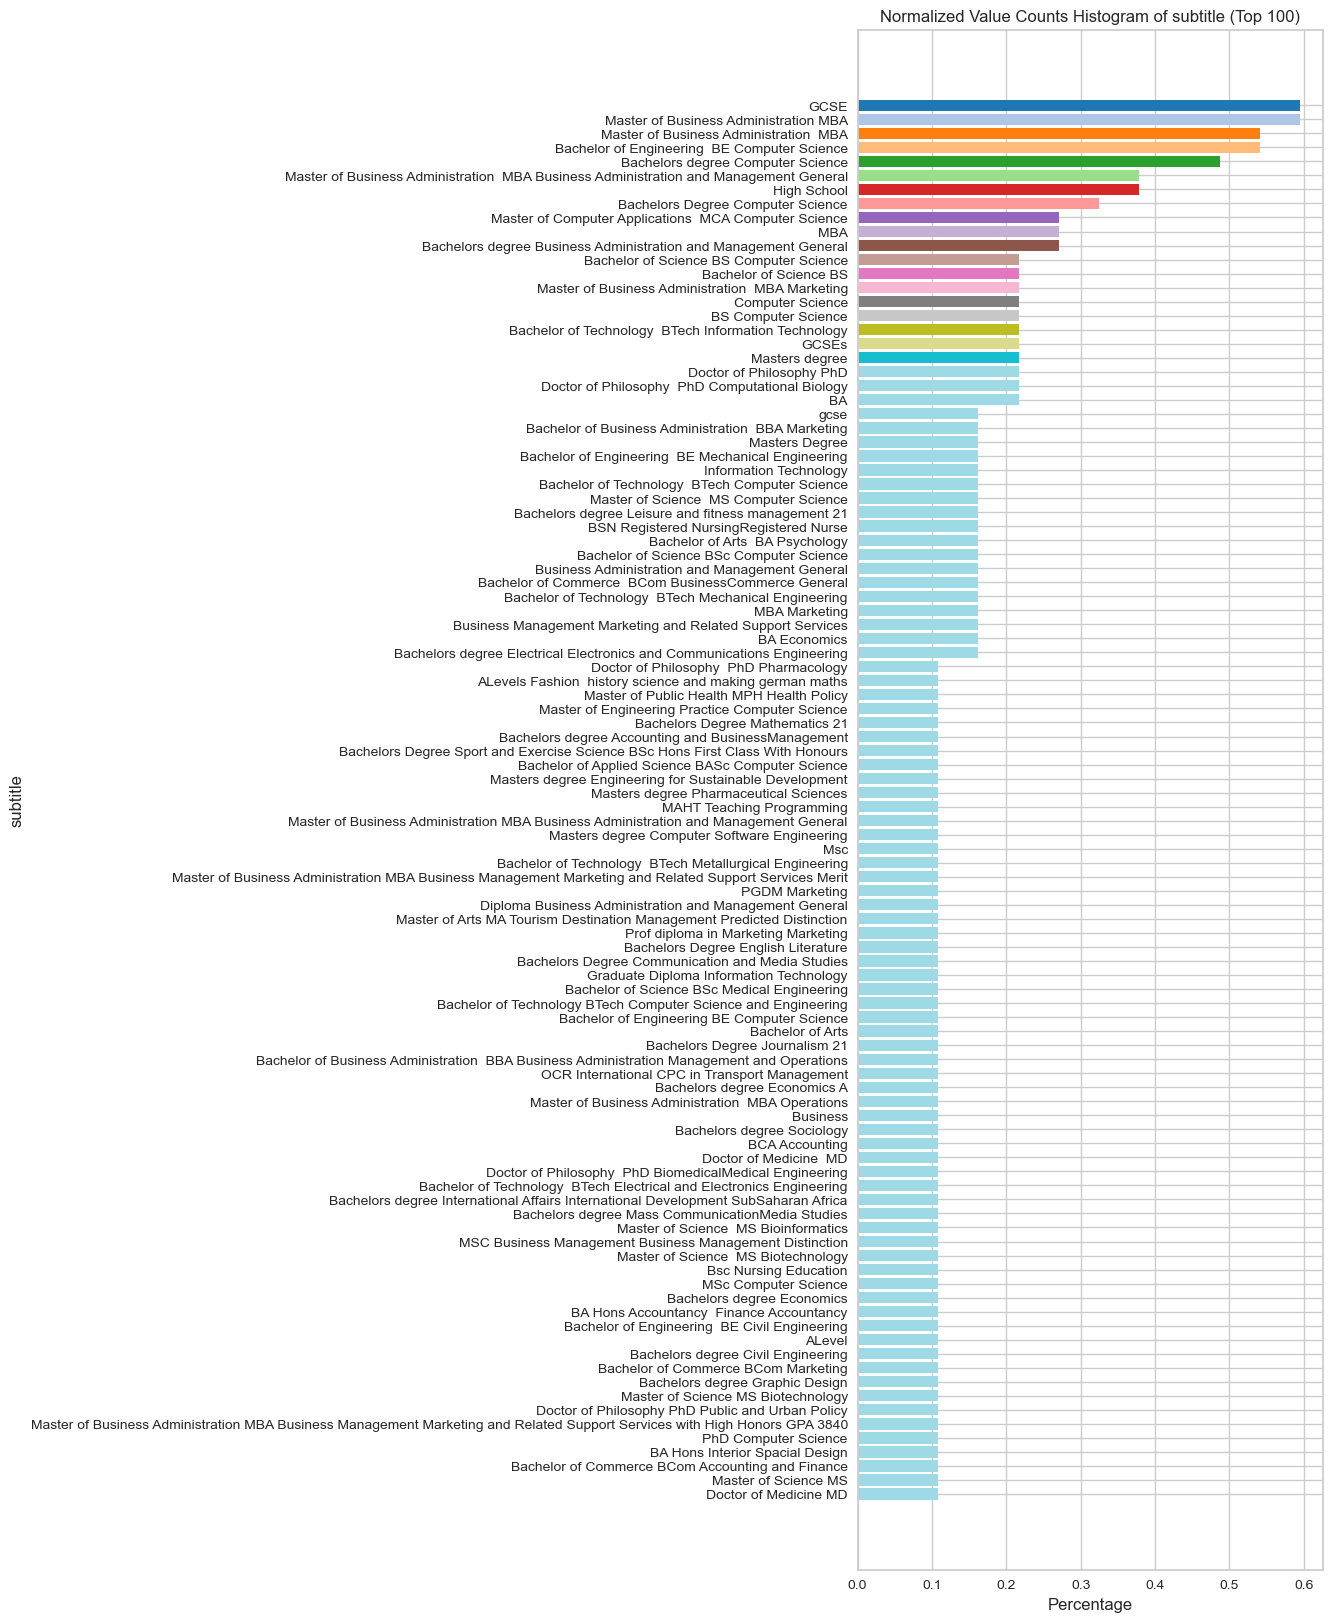 Normalized Value Counts Histogram of subtitle (Top 100)
GCSE
Master of Business Administration MBA
Master of Business Administration  MBA
Bachelor of Engineering  BE Computer Science
Bachelors degree Computer Science
Master of Business Administration  MBA Business Administration and Management General
High School
Bachelors Degree Computer Science
Master of Computer Applications  MCA Computer Science
MBA
Bachelors degree Business Administration and Management General
Bachelor of Science BS Computer Science
Bachelor of Science BS
Master of Business Administration  MBA Marketing
Computer Science
BS Computer Science
Bachelor of Technology  BTech Information Technology
GCSEs
Masters degree
Doctor of Philosophy PhD
Doctor of Philosophy  PhD Computational Biology
BA
gcse
Bachelor of Business Administration  BBA Marketing
Masters Degree
Bachelor of Engineering  BE Mechanical Engineering
Information Technology
Bachelor of Technology  BTech Computer Science
Master of Science  MS Computer Science
Bachelors degree Leisure and fitness management 21
BSN Registered NursingRegistered Nurse
Bachelor of Arts  BA Psychology
Bachelor of Science BSc Computer Science
Business Administration and Management General
Bachelor of Commerce  BCom BusinessCommerce General
Bachelor of Technology  BTech Mechanical Engineering
MBA Marketing
Business Management Marketing and Related Support Services
BA Economics
Bachelors degree Electrical Electronics and Communications Engineering
Doctor of Philosophy  PhD Pharmacology
ALevels Fashion  history science and making german maths
Master of Public Health MPH Health Policy
Master of Engineering Practice Computer Science
Bachelors Degree Mathematics 21
Bachelors degree Accounting and BusinessManagement
Bachelors Degree Sport and Exercise Science BSc Hons First Class With Honours
Bachelor of Applied Science BASc Computer Science
Masters degree Engineering for Sustainable Development
Masters degree Pharmaceutical Sciences
MAHT Teaching Programming
Master of Business Administration MBA Business Administration and Management General
Masters degree Computer Software Engineering
Msc
Bachelor of Technology  BTech Metallurgical Engineering
Master of Business Administration MBA Business Management Marketing and Related Support Services Merit
PGDM Marketing
Diploma Business Administration and Management General
Master of Arts MA Tourism Destination Management Predicted Distinction
Prof diploma in Marketing Marketing
Bachelors Degree English Literature
Bachelors Degree Communication and Media Studies
Graduate Diploma Information Technology
Bachelor of Science BSc Medical Engineering
Bachelor of Technology BTech Computer Science and Engineering
Bachelor of Engineering BE Computer Science
Bachelor of Arts
Bachelors Degree Journalism 21
Bachelor of Business Administration  BBA Business Administration Management and Operations
OCR International CPC in Transport Management
Bachelors degree Economics A
Master of Business Administration  MBA Operations
Business
Bachelors degree Sociology
BCA Accounting
Doctor of Medicine  MD
Doctor of Philosophy  PhD BiomedicalMedical Engineering
Bachelor of Technology  BTech Electrical and Electronics Engineering
Bachelors degree International Affairs International Development SubSaharan Africa
Bachelors degree Mass CommunicationMedia Studies
Master of Science  MS Bioinformatics
MSC Business Management Business Management Distinction
Master of Science  MS Biotechnology
Bsc Nursing Education
MSc Computer Science
Bachelors degree Economics
BA Hons Accountancy  Finance Accountancy
Bachelor of Engineering  BE Civil Engineering
ALevel
Bachelors degree Civil Engineering
Bachelor of Commerce BCom Marketing
Bachelors degree Graphic Design
Master of Science MS Biotechnology
Doctor of Philosophy PhD Public and Urban Policy
Master of Business Administration MBA Business Management Marketing and Related Support Services with High Honors GPA 3840
PhD Computer Science
BA Hons Interior Spacial Design
Bachelor of Commerce BCom Accounting and Finance
Master of Science MS
Doctor of Medicine MD
subtitle
0.0 0.1 0.2 0.3 0.4 0.5 0.6
Percentage